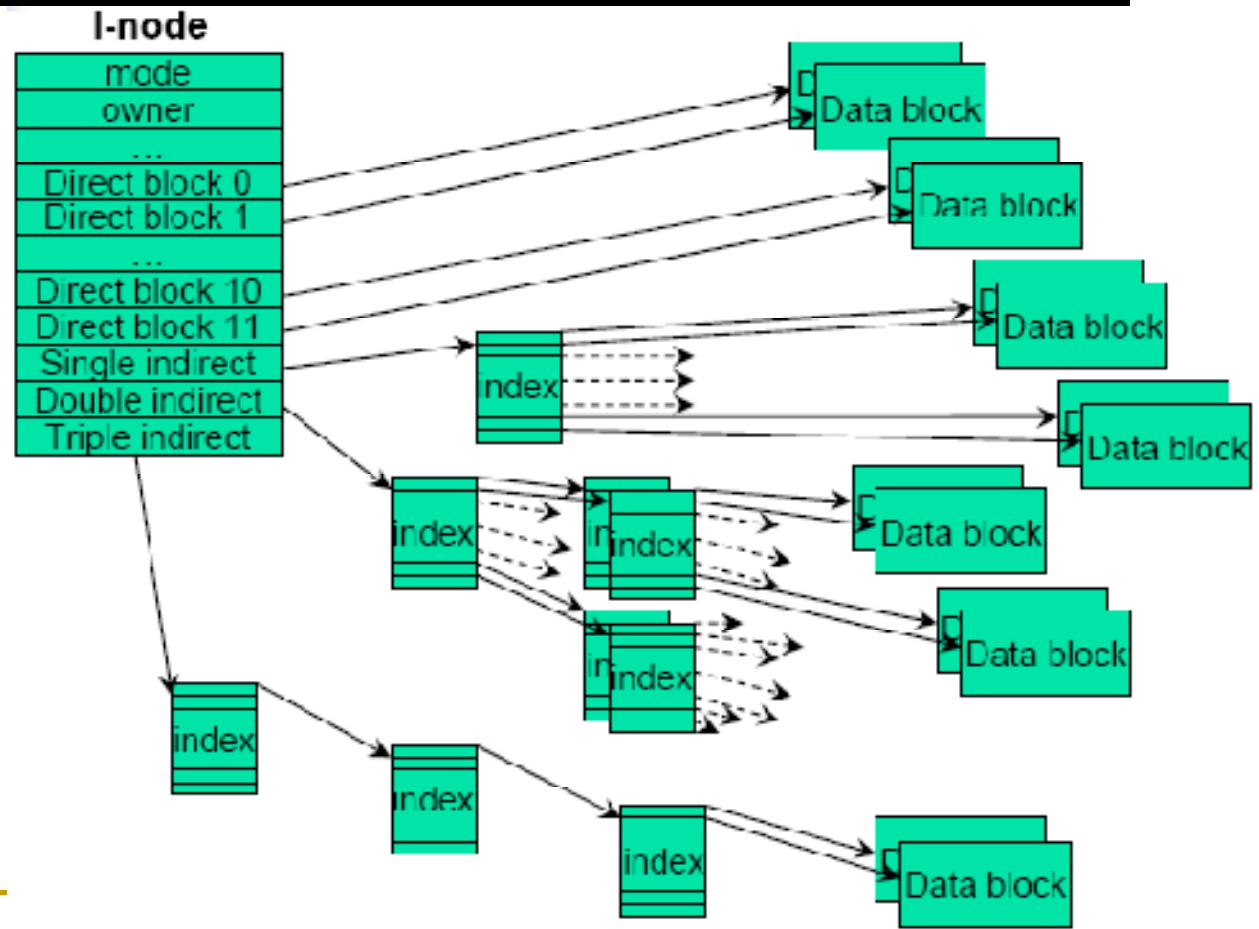 I-node
mode
owner
...
Direct block 0
Direct block 1
...
Direct block 10
Direct block 11
Single indirect
Double indirect
Triple indirect
D
Data block
D
Data block
D
Data block
D
Data block
index
index
in
index
in
index
D
Data block
D
Data block
index
index
index
D
Data block